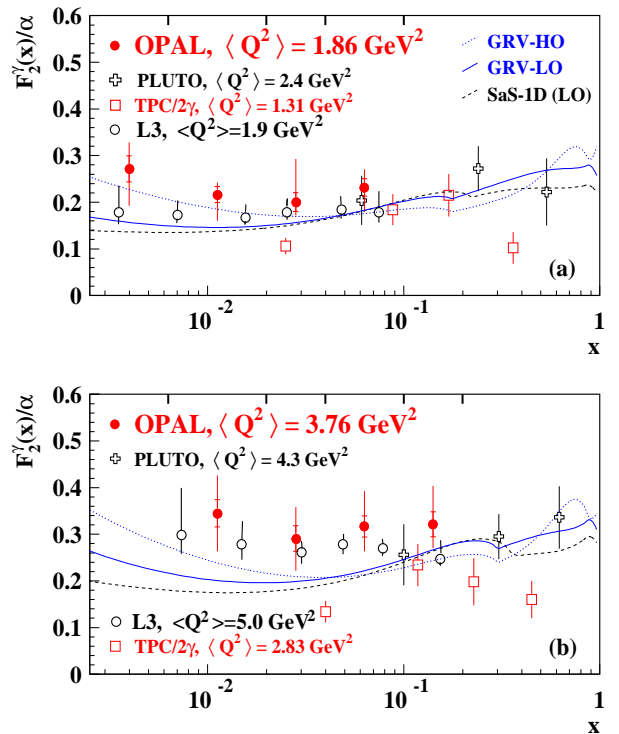 F₂^γ(x)/α
0.6
0.5
0.4
0.3
0.2
0.1
0
OPAL, ⟨ Q² ⟩ = 1.86 GeV²
PLUTO, ⟨ Q² ⟩ = 2.4 GeV²
TPC/2γ, ⟨ Q² ⟩ = 1.31 GeV²
L3, <Q²>=1.9 GeV²
GRV-HO
GRV-LO
SaS-1D (LO)
(a)
10⁻² 10⁻¹ 1
x
F₂^γ(x)/α
0.6
0.5
0.4
0.3
0.2
0.1
0
OPAL, ⟨ Q² ⟩ = 3.76 GeV²
PLUTO, ⟨ Q² ⟩ = 4.3 GeV²
L3, <Q²>=5.0 GeV²
TPC/2γ, ⟨ Q² ⟩ = 2.83 GeV²
(b)
10⁻² 10⁻¹ 1
x